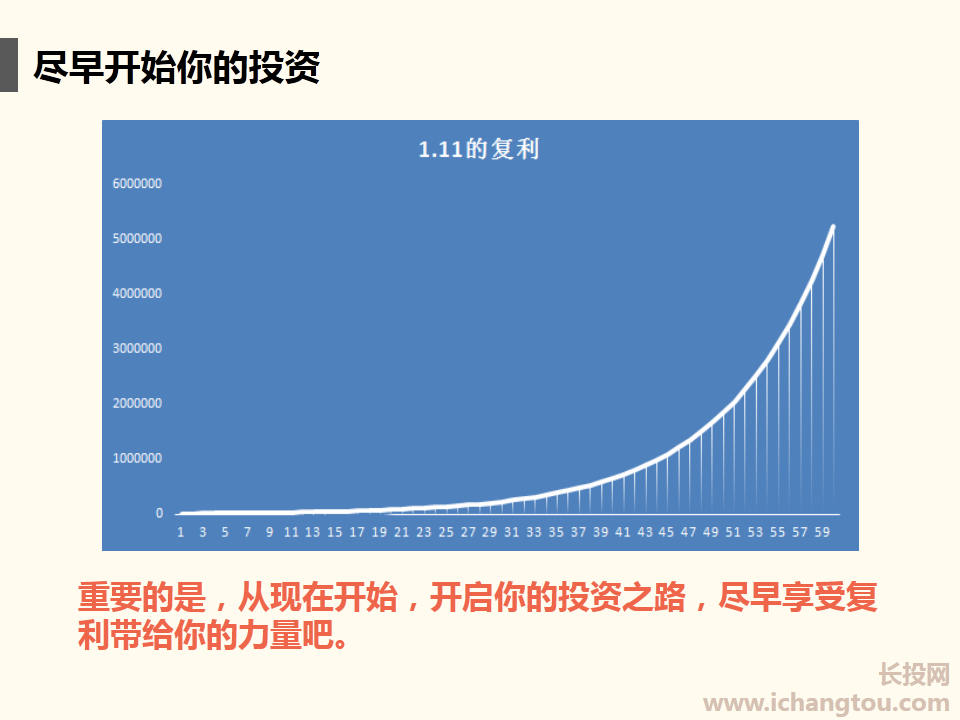 尽早开始你的投资
1.11的复利
6000000
5000000
4000000
3000000
2000000
1000000
0
1 3 5 7 9 11 13 15 17 19 21 23 25 27 29 31 33 35 37 39 41 43 45 47 49 51 53 55 57 59
重要的是，从现在开始，开启你的投资之路，尽早享受复
利带给你的力量吧。
长投网
www.ichangtou.com